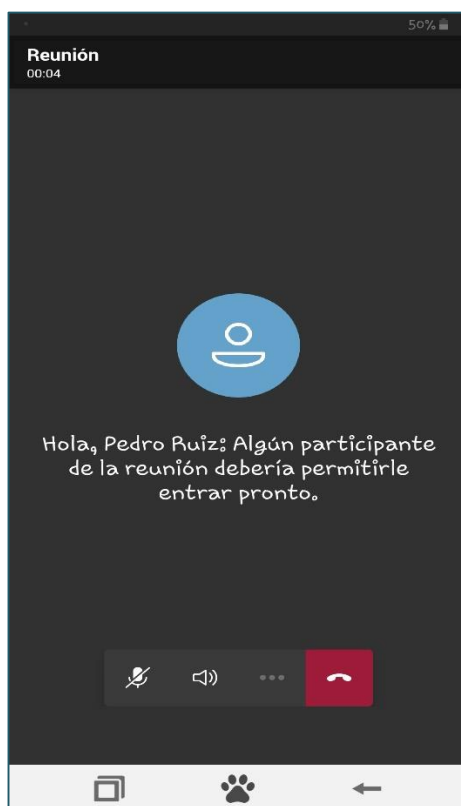 50%
Reunión
00:04
Hola, Pedro Ruiz: Algún participante
de la reunión debería permitirle
entrar pronto.